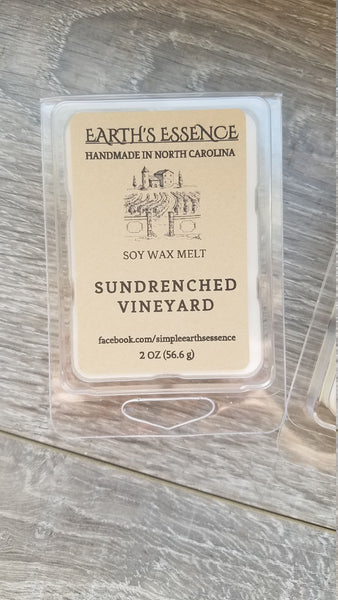 EARTH'S ESSENCE
HANDMADE IN NORTH CAROLINA
SOY WAX MELT
SUNDRENCHED
VINEYARD
facebook.com/simpleearthsessence
2 OZ (56.6 g)